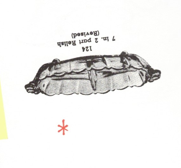 124
7 in. 2 part Relish
(Revised)